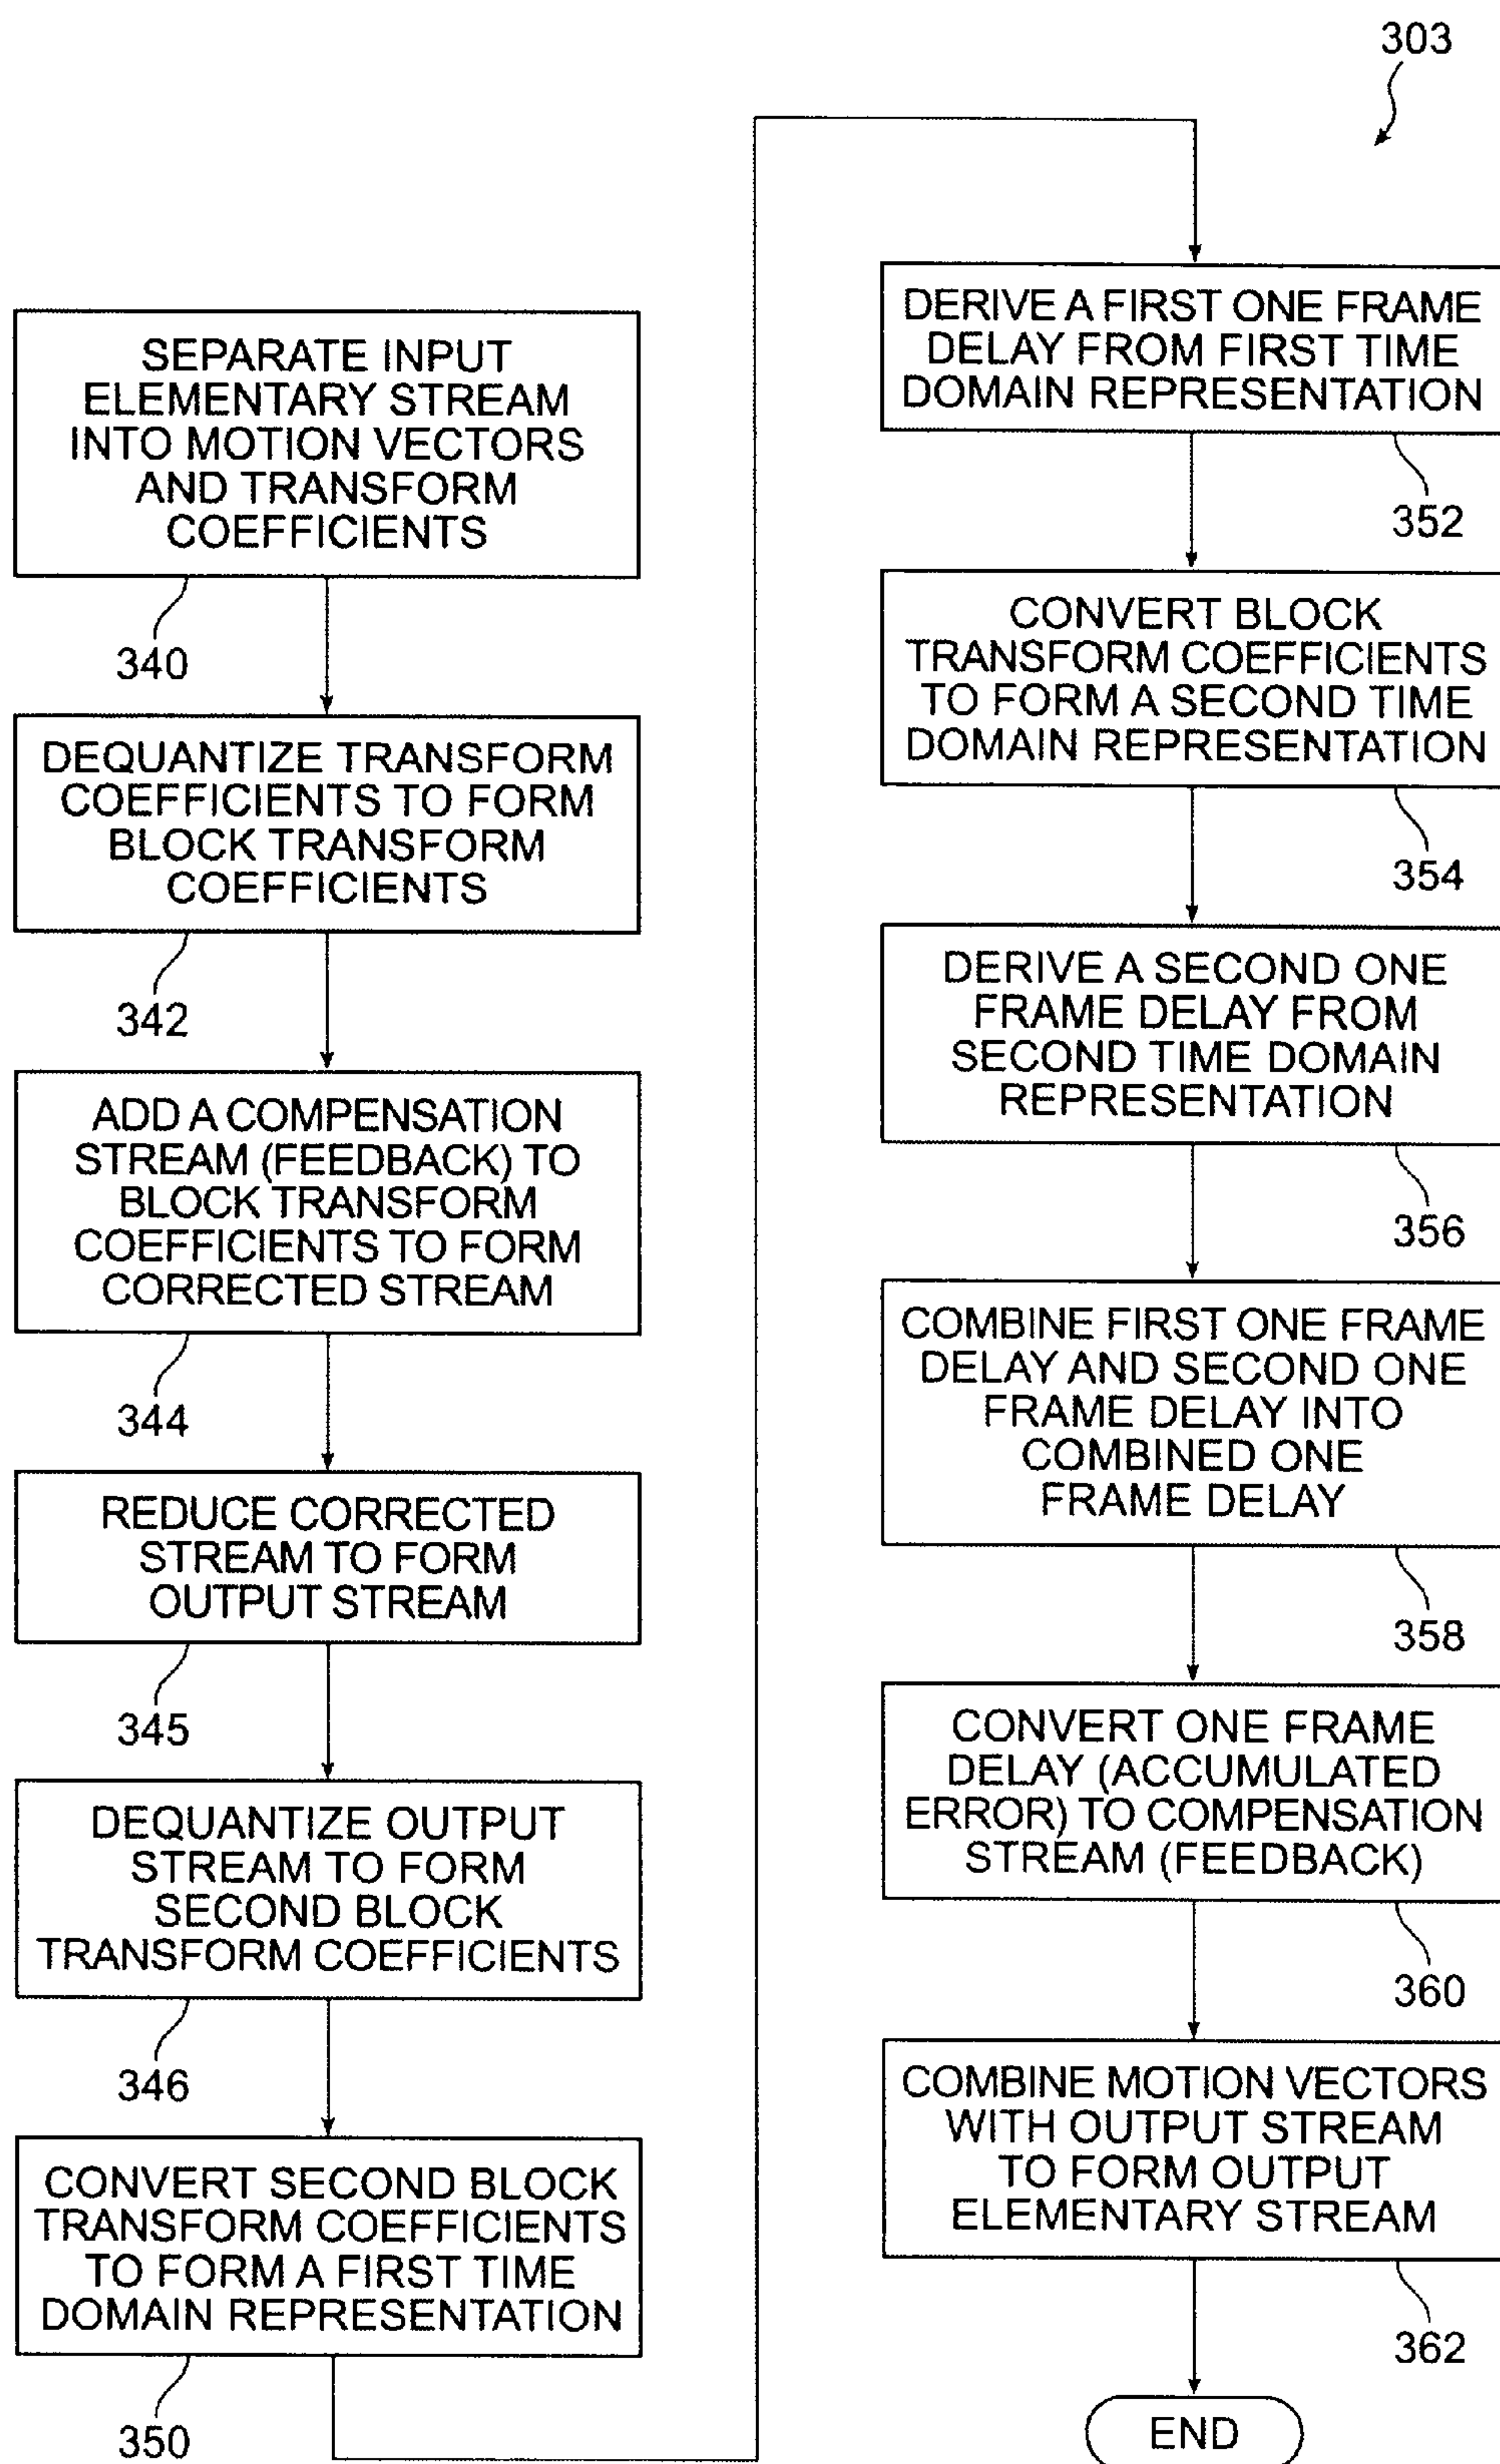 303
SEPARATE INPUT
ELEMENTARY STREAM
INTO MOTION VECTORS
AND TRANSFORM
COEFFICIENTS
340
DEQUANTIZE TRANSFORM
COEFFICIENTS TO FORM
BLOCK TRANSFORM
COEFFICIENTS
342
ADD A COMPENSATION
STREAM (FEEDBACK) TO
BLOCK TRANSFORM
COEFFICIENTS TO FORM
CORRECTED STREAM
344
REDUCE CORRECTED
STREAM TO FORM
OUTPUT STREAM
345
DEQUANTIZE OUTPUT
STREAM TO FORM
SECOND BLOCK
TRANSFORM COEFFICIENTS
346
CONVERT SECOND BLOCK
TRANSFORM COEFFICIENTS
TO FORM A FIRST TIME
DOMAIN REPRESENTATION
350
DERIVE A FIRST ONE FRAME
DELAY FROM FIRST TIME
DOMAIN REPRESENTATION
352
CONVERT BLOCK
TRANSFORM COEFFICIENTS
TO FORM A SECOND TIME
DOMAIN REPRESENTATION
354
DERIVE A SECOND ONE
FRAME DELAY FROM
SECOND TIME DOMAIN
REPRESENTATION
356
COMBINE FIRST ONE FRAME
DELAY AND SECOND ONE
FRAME DELAY INTO
COMBINED ONE
FRAME DELAY
358
CONVERT ONE FRAME
DELAY (ACCUMULATED
ERROR) TO COMPENSATION
STREAM (FEEDBACK)
360
COMBINE MOTION VECTORS
WITH OUTPUT STREAM
TO FORM OUTPUT
ELEMENTARY STREAM
362
END